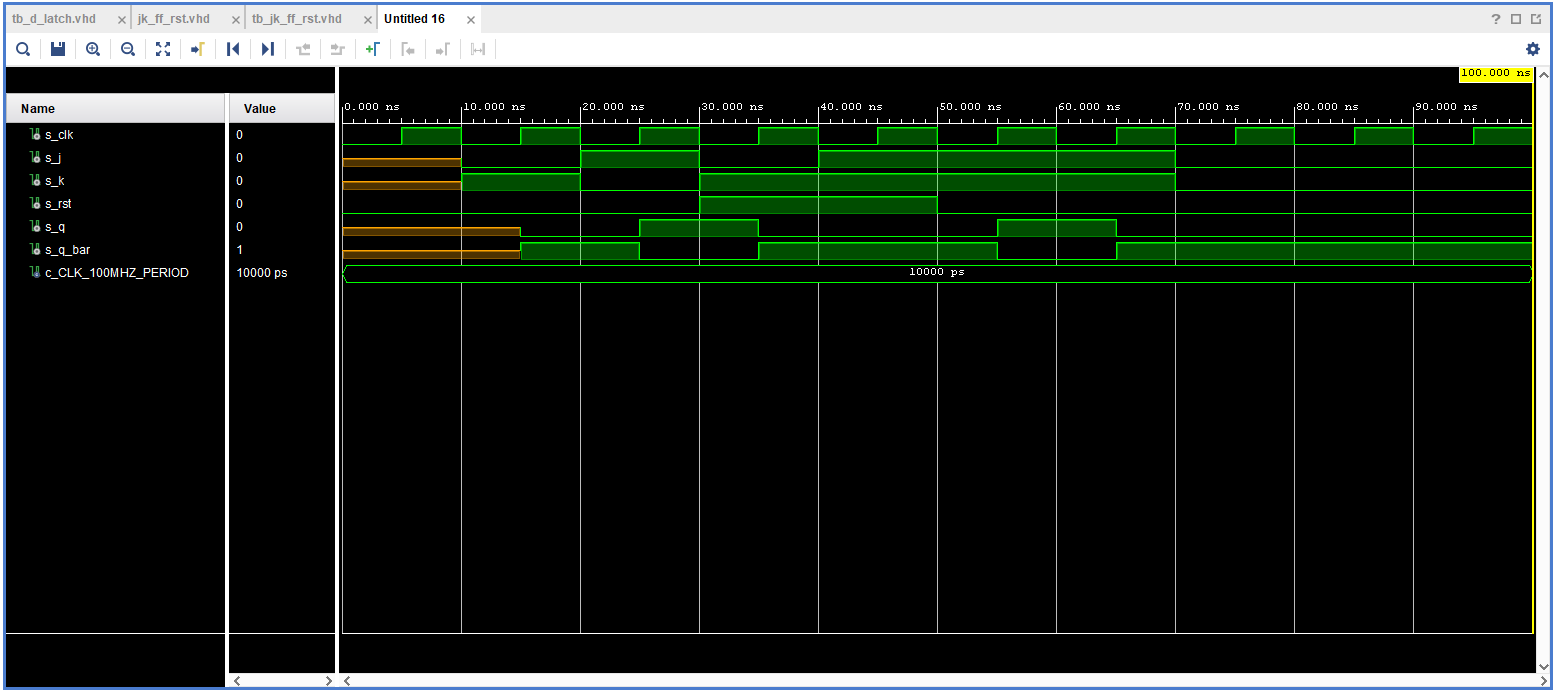 tb_d_latch.vhd × jk_ff_rst.vhd × tb_jk_ff_rst.vhd × Untitled 16 × ?
100.000 ns
Name Value 0.000 ns 10.000 ns 20.000 ns 30.000 ns 40.000 ns 50.000 ns 60.000 ns 70.000 ns 80.000 ns 90.000 ns
s_clk 0
s_j 0
s_k 0
s_rst 0
s_q 0
s_q_bar 1
c_CLK_100MHZ_PERIOD 10000 ps 10000 ps